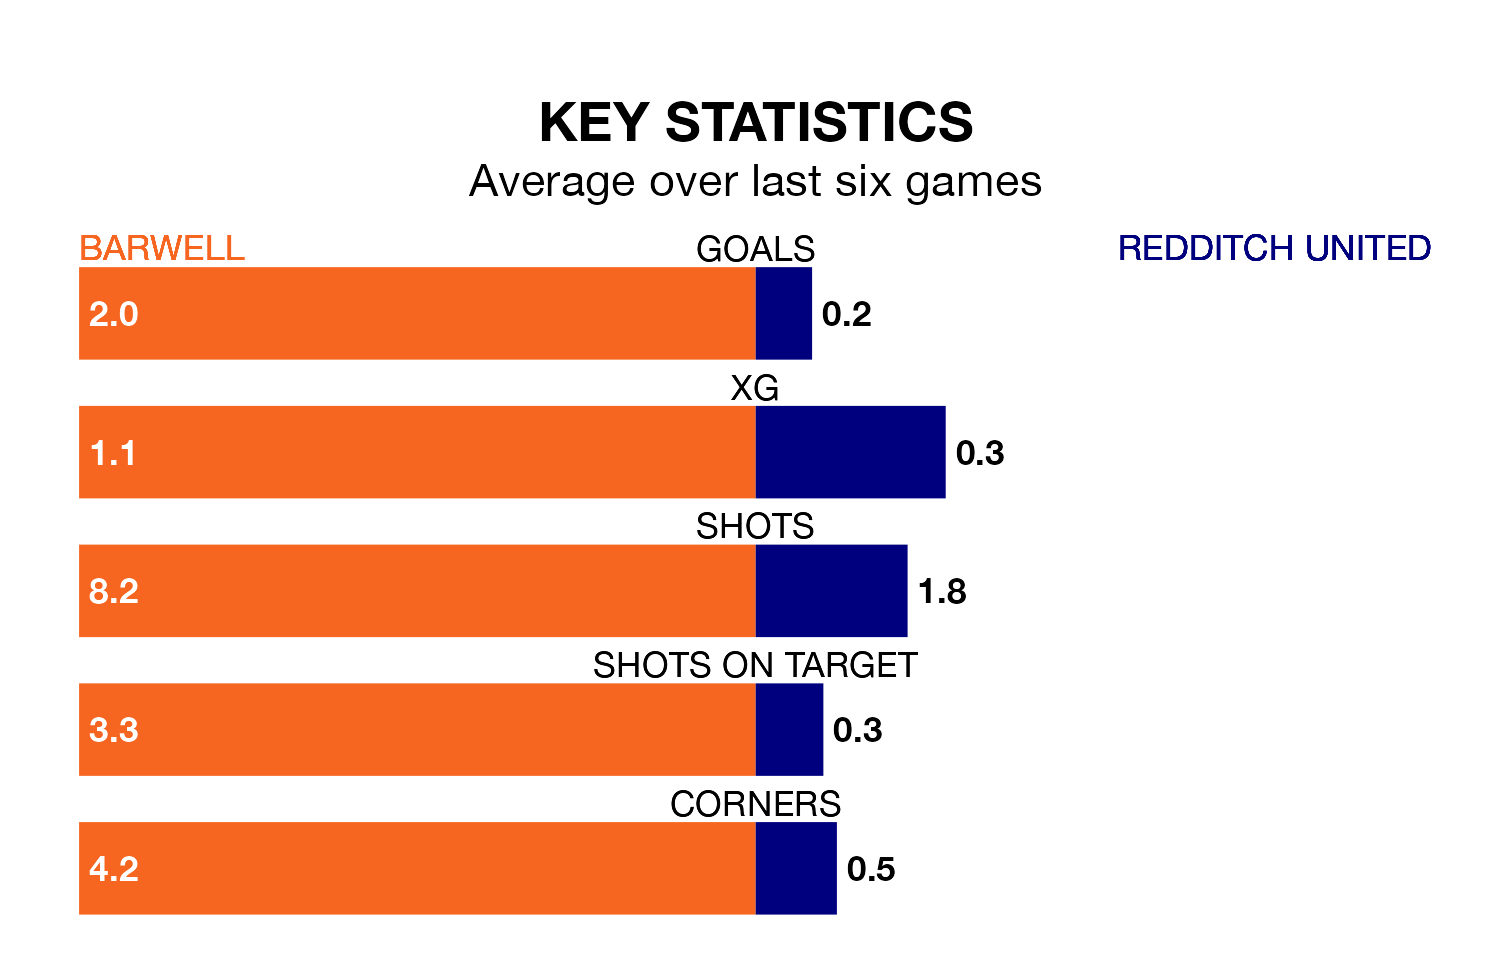 KEY STATISTICS
Average over last six games
BARWELL GOALS REDDITCH UNITED
2.0 0.2
XG
1.1 0.3
SHOTS
8.2 1.8
SHOTS ON TARGET
3.3 0.3
CORNERS
4.2 0.5